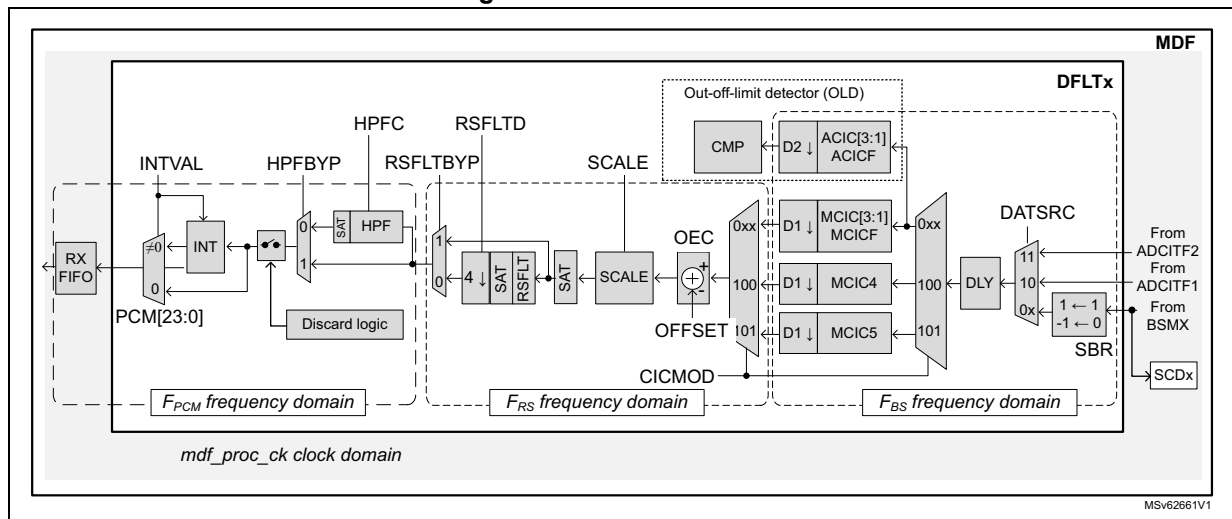 MDF
DFLTx
Out-off-limit detector (OLD)
HPFC
RSFLTD
CMP
D2 ↓
ACIC[3:1]
ACICF
INTVAL
HPFBYP
RSFLTBYP
SCALE
DATSRC
0
SAT
HPF
1
≠0
0
INT
RX
FIFO
1
0
4 ↓
SAT
RSFLT
SAT
SCALE
OEC
+
-
0xx
100
101
D1 ↓
MCIC[3:1]
MCICF
D1 ↓
MCIC4
D1 ↓
MCIC5
0xx
100
101
DLY
11
10
0x
From
ADCITF2
From
ADCITF1
From
BSMX
1 ← 1
-1 ← 0
SBR
SCDx
PCM[23:0]
Discard logic
OFFSET
CICMOD
FPCM frequency domain
FRS frequency domain
FBS frequency domain
mdf_proc_ck clock domain
MSv62661V1